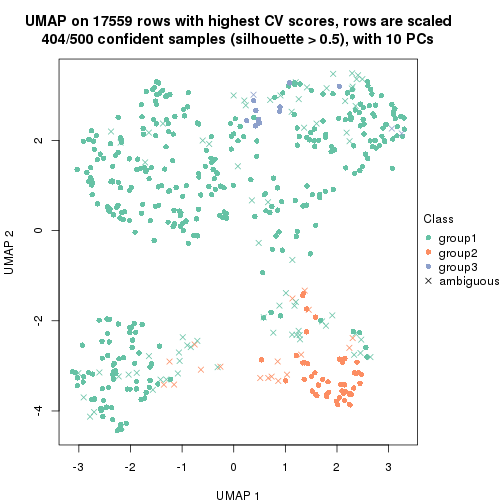 UMAP on 17559 rows with highest CV scores, rows are scaled
404/500 confident samples (silhouette > 0.5), with 10 PCs
2
0
-2
-4
UMAP 2
-3 -2 -1 0 1 2 3
UMAP 1
Class
group1
group2
group3
ambiguous